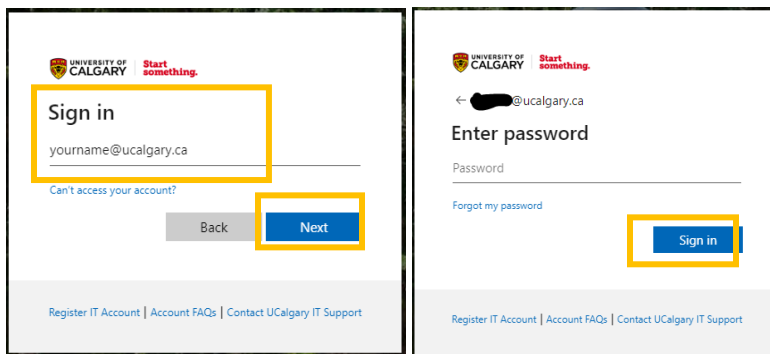 UNIVERSITY OF
CALGARY
Start
something.
Sign in
yourname@ucalgary.ca
Can't access your account?
Back
Next
Register IT Account | Account FAQs | Contact UCalgary IT Support
UNIVERSITY OF
CALGARY
Start
something.
← @ucalgary.ca
Enter password
Password
Forgot my password
Sign in
Register IT Account | Account FAQs | Contact UCalgary IT Support